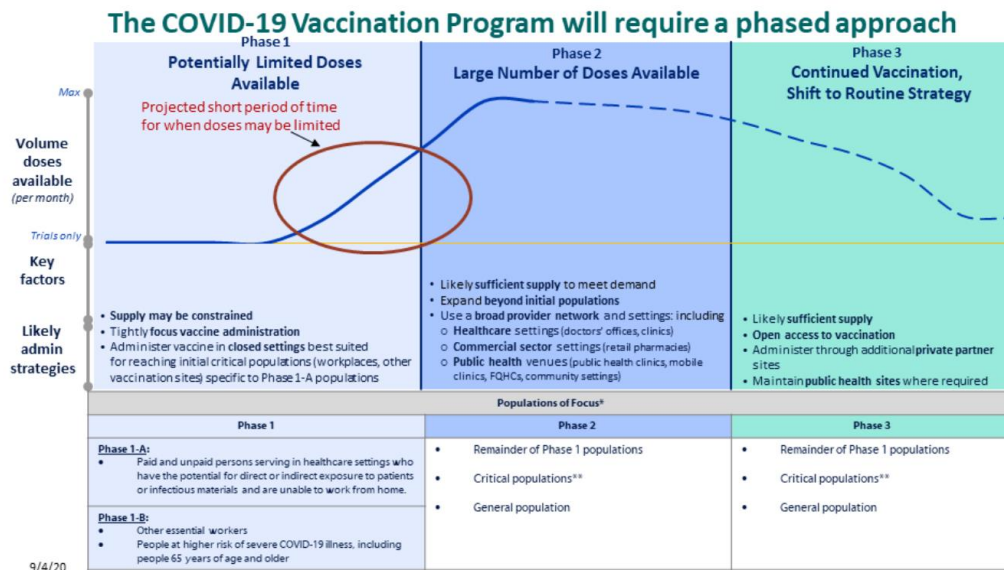 The COVID-19 Vaccination Program will require a phased approach
Phase 1
Potentially Limited Doses
Available
Projected short period of time
for when doses may be limited
Phase 2
Large Number of Doses Available
Phase 3
Continued Vaccination,
Shift to Routine Strategy
Max
Volume
doses
available
(per month)
Trials only
Key
factors
Likely
admin
strategies
• Supply may be constrained
• Tightly focus vaccine administration
• Administer vaccine in closed settings best suited
for reaching initial critical populations (workplaces, other
vaccination sites) specific to Phase 1-A populations
• Likely sufficient supply to meet demand
• Expand beyond initial populations
• Use a broad provider network and settings: including
o Healthcare settings (doctors' offices, clinics)
o Commercial sector settings (retail pharmacies)
o Public health venues (public health clinics, mobile
clinics, FQHCs, community settings)
• Likely sufficient supply
• Open access to vaccination
• Administer through additional private partner
sites
• Maintain public health sites where required
Populations of Focus*
Phase 1
Phase 2
Phase 3
Phase 1-A:
• Paid and unpaid persons serving in healthcare settings who
have the potential for direct or indirect exposure to patients
or infectious materials and are unable to work from home.
Phase 1-B:
• Other essential workers
• People at higher risk of severe COVID-19 illness, including
people 65 years of age and older
• Remainder of Phase 1 populations
• Critical populations**
• General population
• Remainder of Phase 1 populations
• Critical populations**
• General population
9/4/20